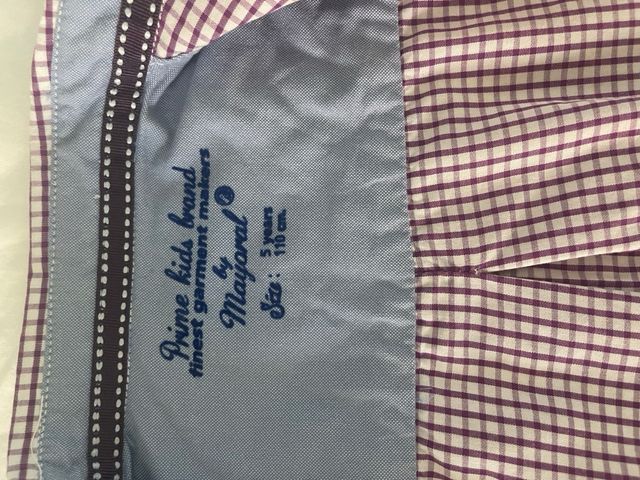 Prime kids brand
finest garment makers
by
Mayoral
Size: 5 years
110 cm.